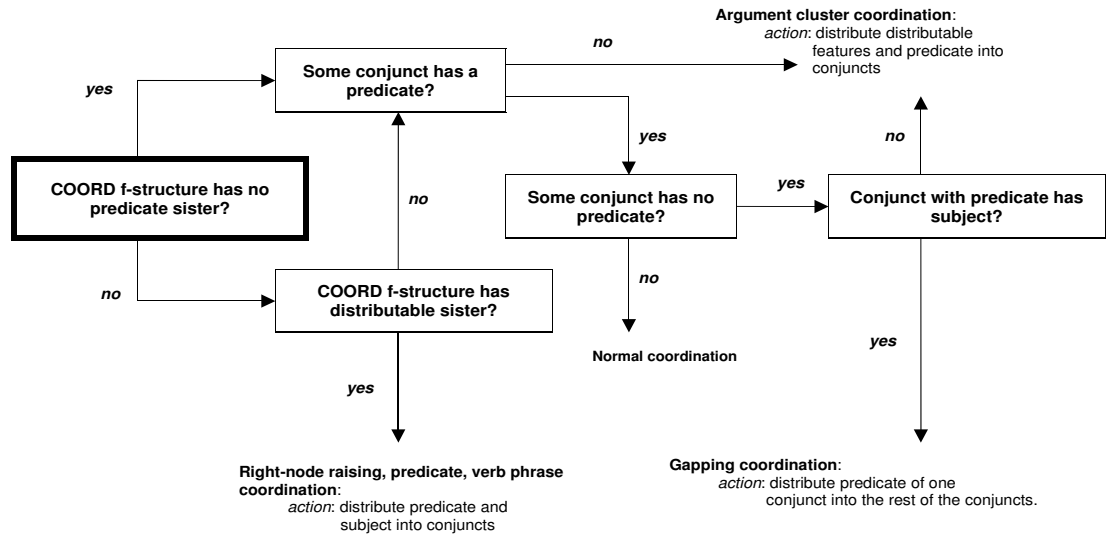 Argument cluster coordination:
action: distribute distributable
features and predicate into
conjuncts
no
Some conjunct has a
predicate?
yes
yes
no
COORD f-structure has no
predicate sister?
no
Some conjunct has no
predicate?
yes
Conjunct with predicate has
subject?
no
COORD f-structure has
distributable sister?
no
Normal coordination
yes
yes
Right-node raising, predicate, verb phrase
coordination:
action: distribute predicate and
subject into conjuncts
Gapping coordination:
action: distribute predicate of one
conjunct into the rest of the conjuncts.